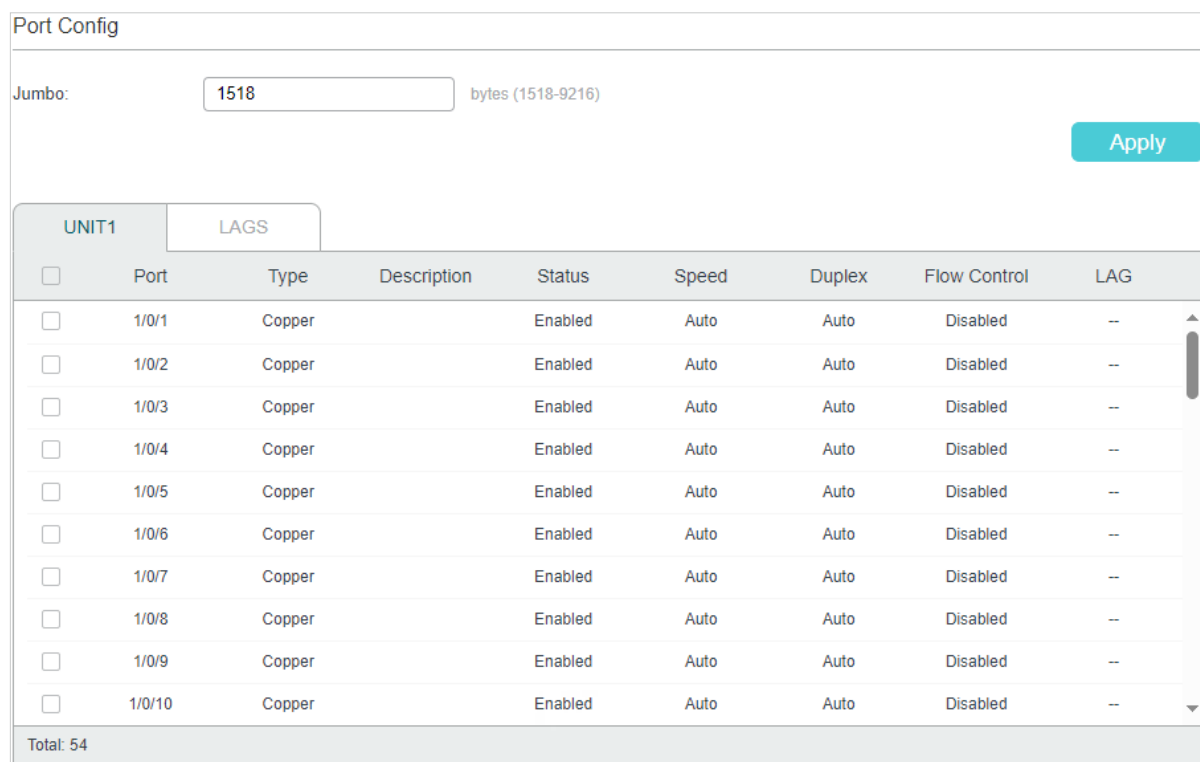 Port Config
Jumbo: 1518 bytes (1518-9216)
Apply
UNIT1 LAGS
Port Type Description Status Speed Duplex Flow Control LAG
1/0/1 Copper Enabled Auto Auto Disabled --
1/0/2 Copper Enabled Auto Auto Disabled --
1/0/3 Copper Enabled Auto Auto Disabled --
1/0/4 Copper Enabled Auto Auto Disabled --
1/0/5 Copper Enabled Auto Auto Disabled --
1/0/6 Copper Enabled Auto Auto Disabled --
1/0/7 Copper Enabled Auto Auto Disabled --
1/0/8 Copper Enabled Auto Auto Disabled --
1/0/9 Copper Enabled Auto Auto Disabled --
1/0/10 Copper Enabled Auto Auto Disabled --
Total: 54